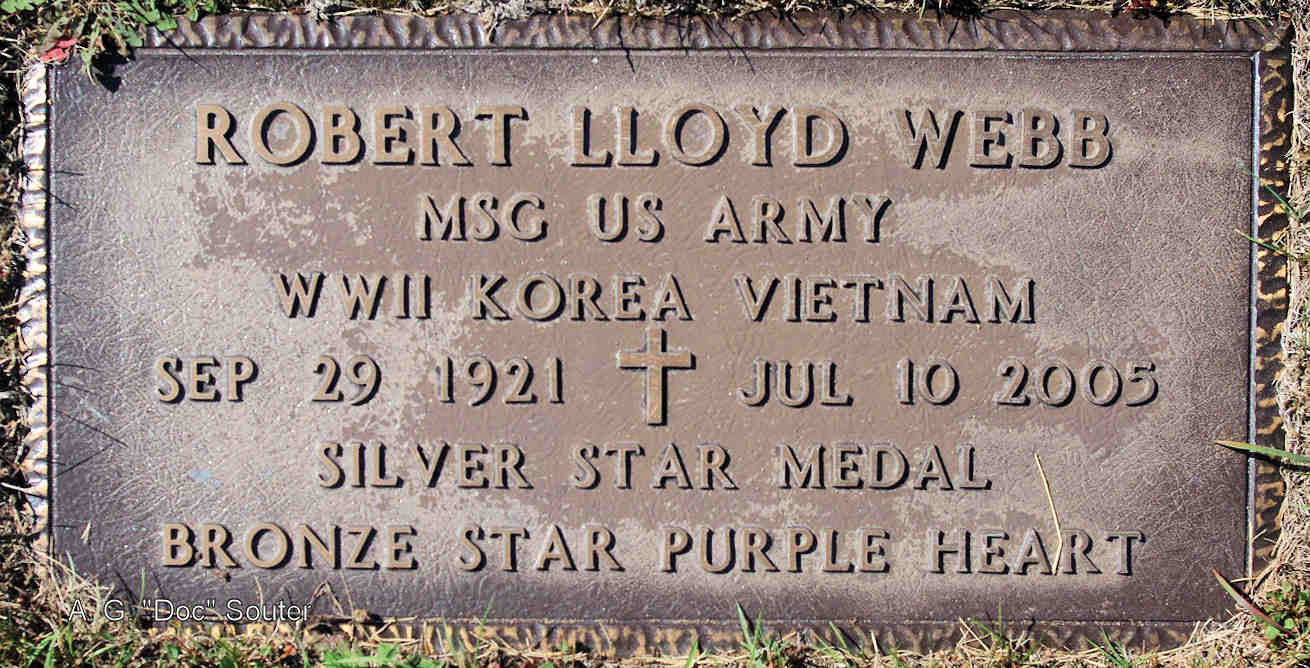 ROBERT LLOYD WEBB
MSG US ARMY
WWII KOREA VIETNAM
SEP 29 1921 JUL 10 2005
SILVER STAR MEDAL
BRONZE STAR PURPLE HEART
A. G. "Doc" Souter